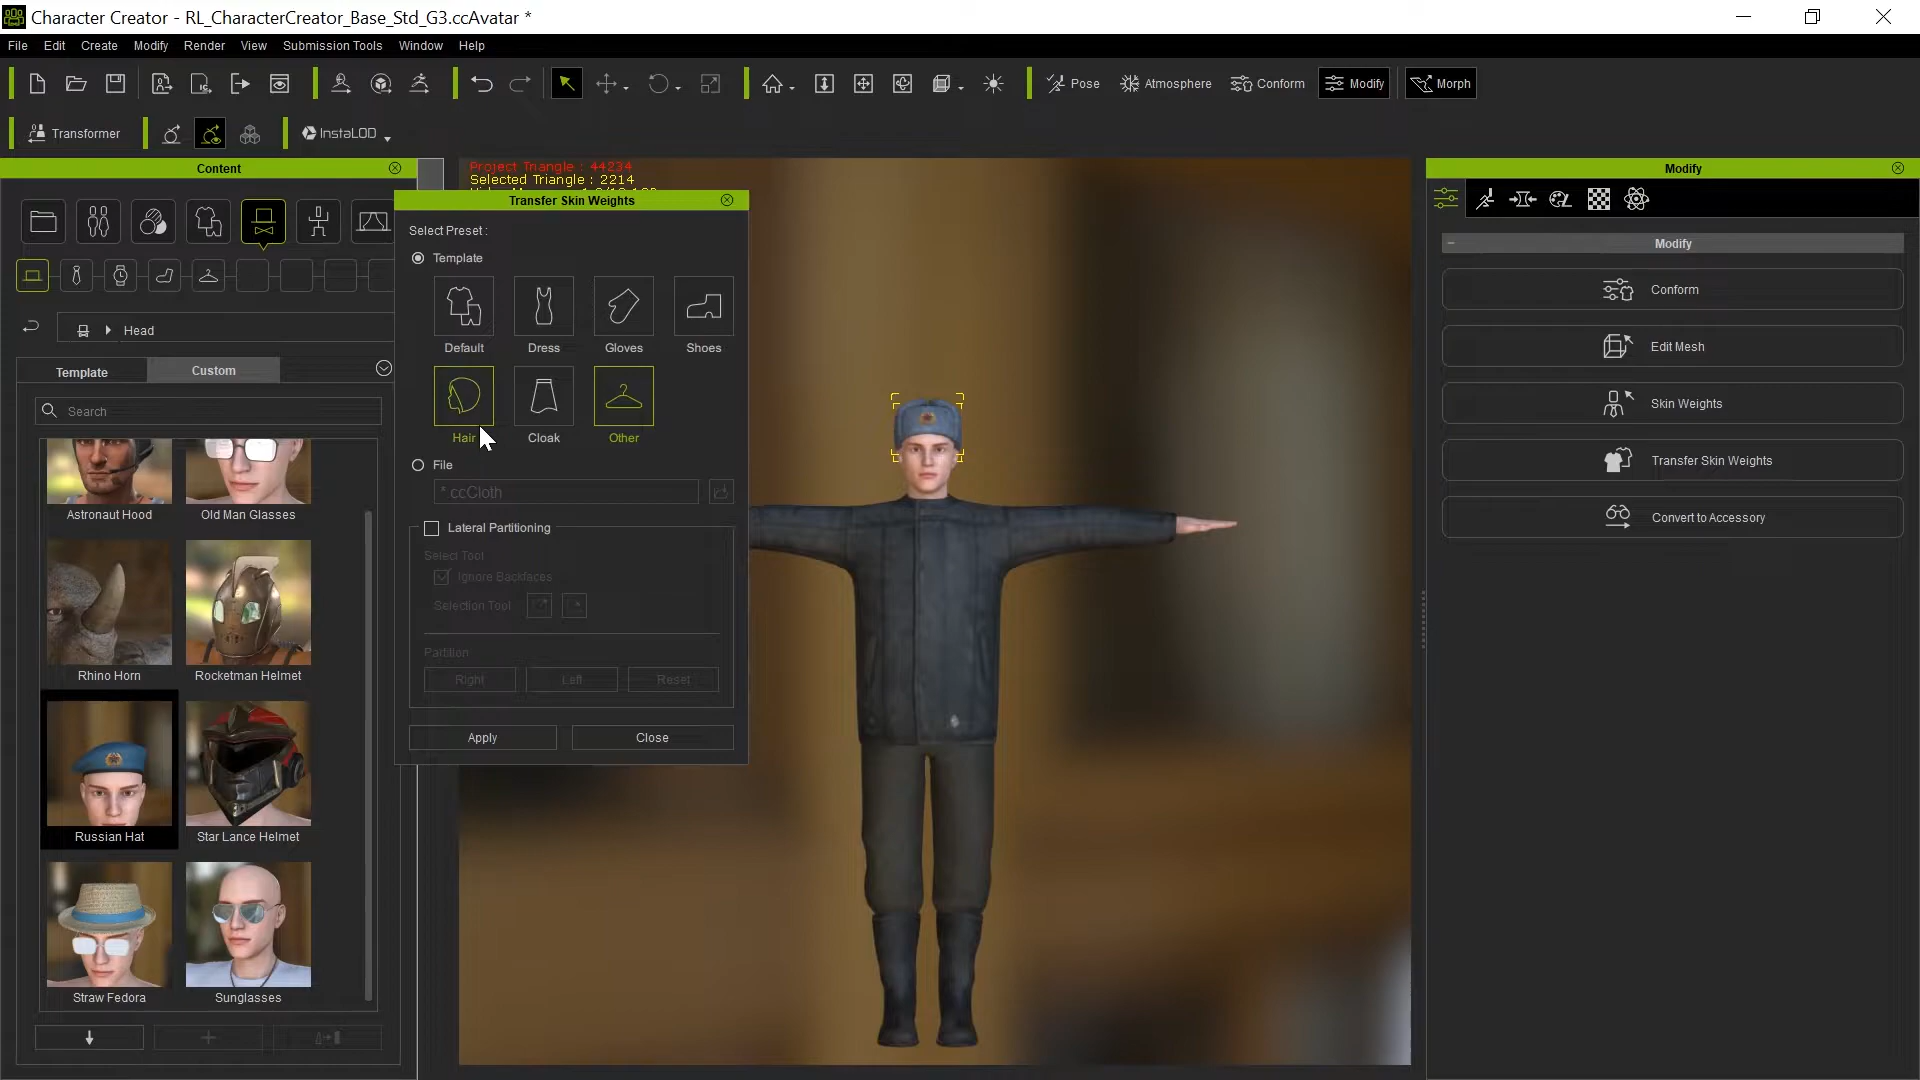 Character Creator - RL_CharacterCreator_Base_Std_G3.ccAvatar *
File Edit Create Modify Render View Submission Tools Window Help
Pose Atmosphere Conform Modify Morph
Transformer InstaLOD
Content
Head
Template Custom
Search
Astronaut Hood Old Man Glasses
Rhino Horn Rocketman Helmet
Russian Hat Star Lance Helmet
Straw Fedora Sunglasses
Project Triangle : 44234
Selected Triangle : 2214
Transfer Skin Weights
Select Preset :
Template
Default Dress Gloves Shoes
Hair Cloak Other
File
* ccCloth
Lateral Partitioning
Select Tool
Ignore Backfaces
Selection Tool
Partition
Right Left Reset
Apply Close
Modify
Modify
Conform
Edit Mesh
Skin Weights
Transfer Skin Weights
Convert to Accessory